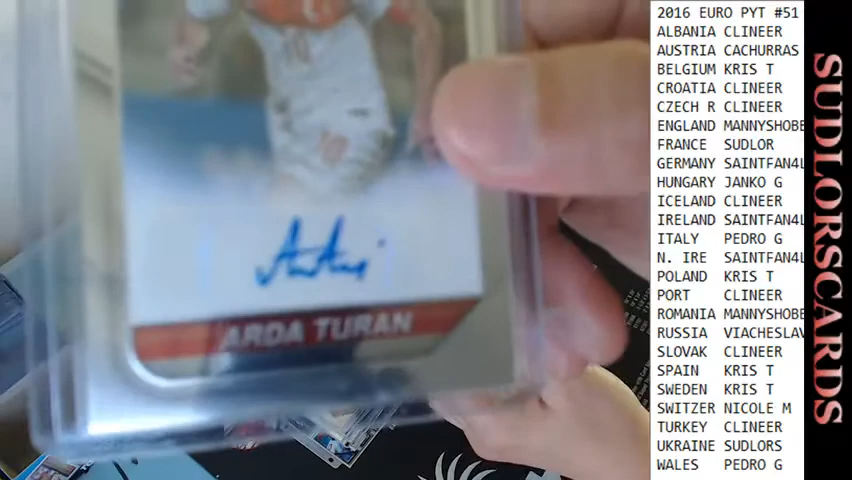 ARDA TURAN
2016 EURO PYT #51
ALBANIA CLINEER
AUSTRIA CACHURRAS
BELGIUM KRIS T
CROATIA CLINEER
CZECH R CLINEER
ENGLAND MANNYSHOBB
FRANCE SUDLOR
GERMANY SAINTFAN4L
HUNGARY JANKO G
ICELAND CLINEER
IRELAND SAINTFAN4L
ITALY PEDRO G
N. IRE SAINTFAN4L
POLAND KRIS T
PORT CLINEER
ROMANIA MANNYSHOBB
RUSSIA VIACHESLAV
SLOVAK CLINEER
SPAIN KRIS T
SWEDEN KRIS T
SWITZER NICOLE M
TURKEY CLINEER
UKRAINE SUDLORS
WALES PEDRO G
SUDLORSCARDS